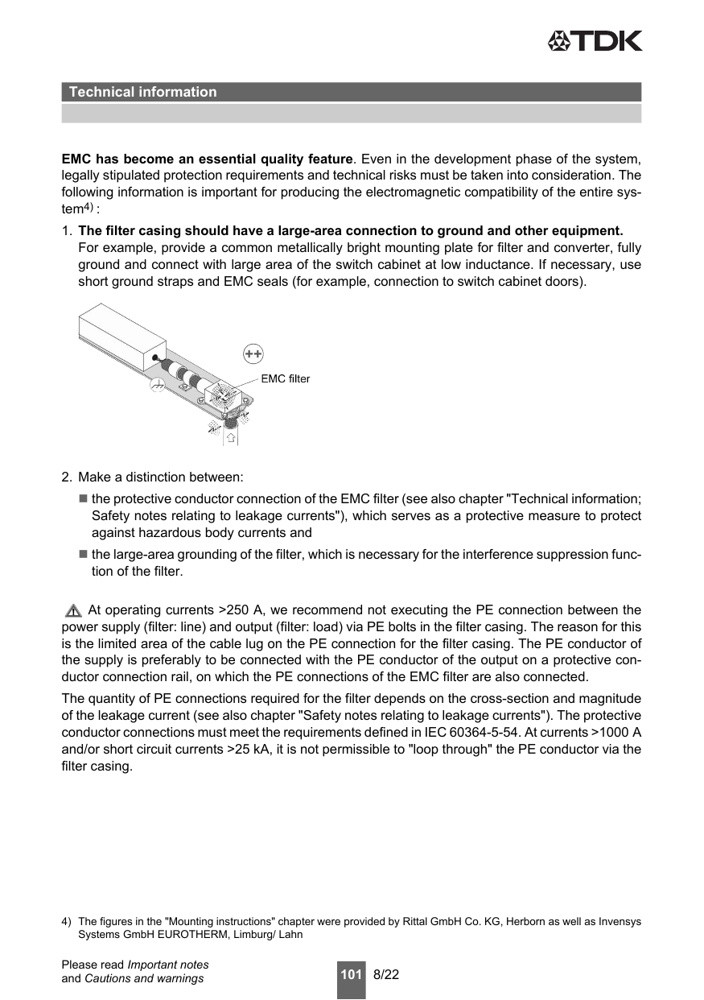 TDK
Technical information
EMC has become an essential quality feature. Even in the development phase of the system,
legally stipulated protection requirements and technical risks must be taken into consideration. The
following information is important for producing the electromagnetic compatibility of the entire sys-
tem4) :
1. The filter casing should have a large-area connection to ground and other equipment.
For example, provide a common metallically bright mounting plate for filter and converter, fully
ground and connect with large area of the switch cabinet at low inductance. If necessary, use
short ground straps and EMC seals (for example, connection to switch cabinet doors).
++
EMC filter
2. Make a distinction between:
■ the protective conductor connection of the EMC filter (see also chapter "Technical information;
Safety notes relating to leakage currents"), which serves as a protective measure to protect
against hazardous body currents and
■ the large-area grounding of the filter, which is necessary for the interference suppression func-
tion of the filter.
At operating currents >250 A, we recommend not executing the PE connection between the
power supply (filter: line) and output (filter: load) via PE bolts in the filter casing. The reason for this
is the limited area of the cable lug on the PE connection for the filter casing. The PE conductor of
the supply is preferably to be connected with the PE conductor of the output on a protective con-
ductor connection rail, on which the PE connections of the EMC filter are also connected.
The quantity of PE connections required for the filter depends on the cross-section and magnitude
of the leakage current (see also chapter "Safety notes relating to leakage currents"). The protective
conductor connections must meet the requirements defined in IEC 60364-5-54. At currents >1000 A
and/or short circuit currents >25 kA, it is not permissible to "loop through" the PE conductor via the
filter casing.
4) The figures in the "Mounting instructions" chapter were provided by Rittal GmbH Co. KG, Herborn as well as Invensys
Systems GmbH EUROTHERM, Limburg/ Lahn
Please read Important notes
and Cautions and warnings
101 8/22